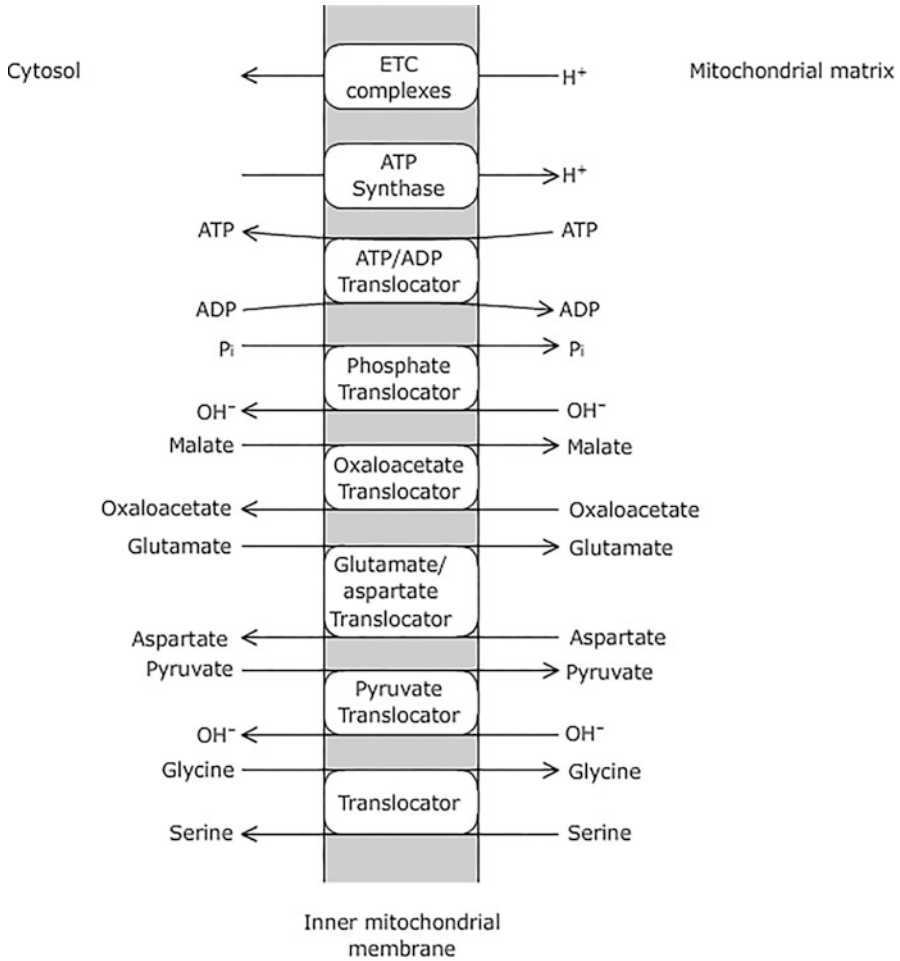 Cytosol
ETC
complexes
H⁺
Mitochondrial matrix
ATP
Synthase
H⁺
ATP
ATP
ATP/ADP
Translocator
ADP
ADP
Pi
Pi
Phosphate
Translocator
OH⁻
OH⁻
Malate
Malate
Oxaloacetate
Translocator
Oxaloacetate
Oxaloacetate
Glutamate
Glutamate
Glutamate/
aspartate
Translocator
Aspartate
Aspartate
Pyruvate
Pyruvate
Pyruvate
Translocator
OH⁻
OH⁻
Glycine
Glycine
Translocator
Serine
Serine
Inner mitochondrial
membrane